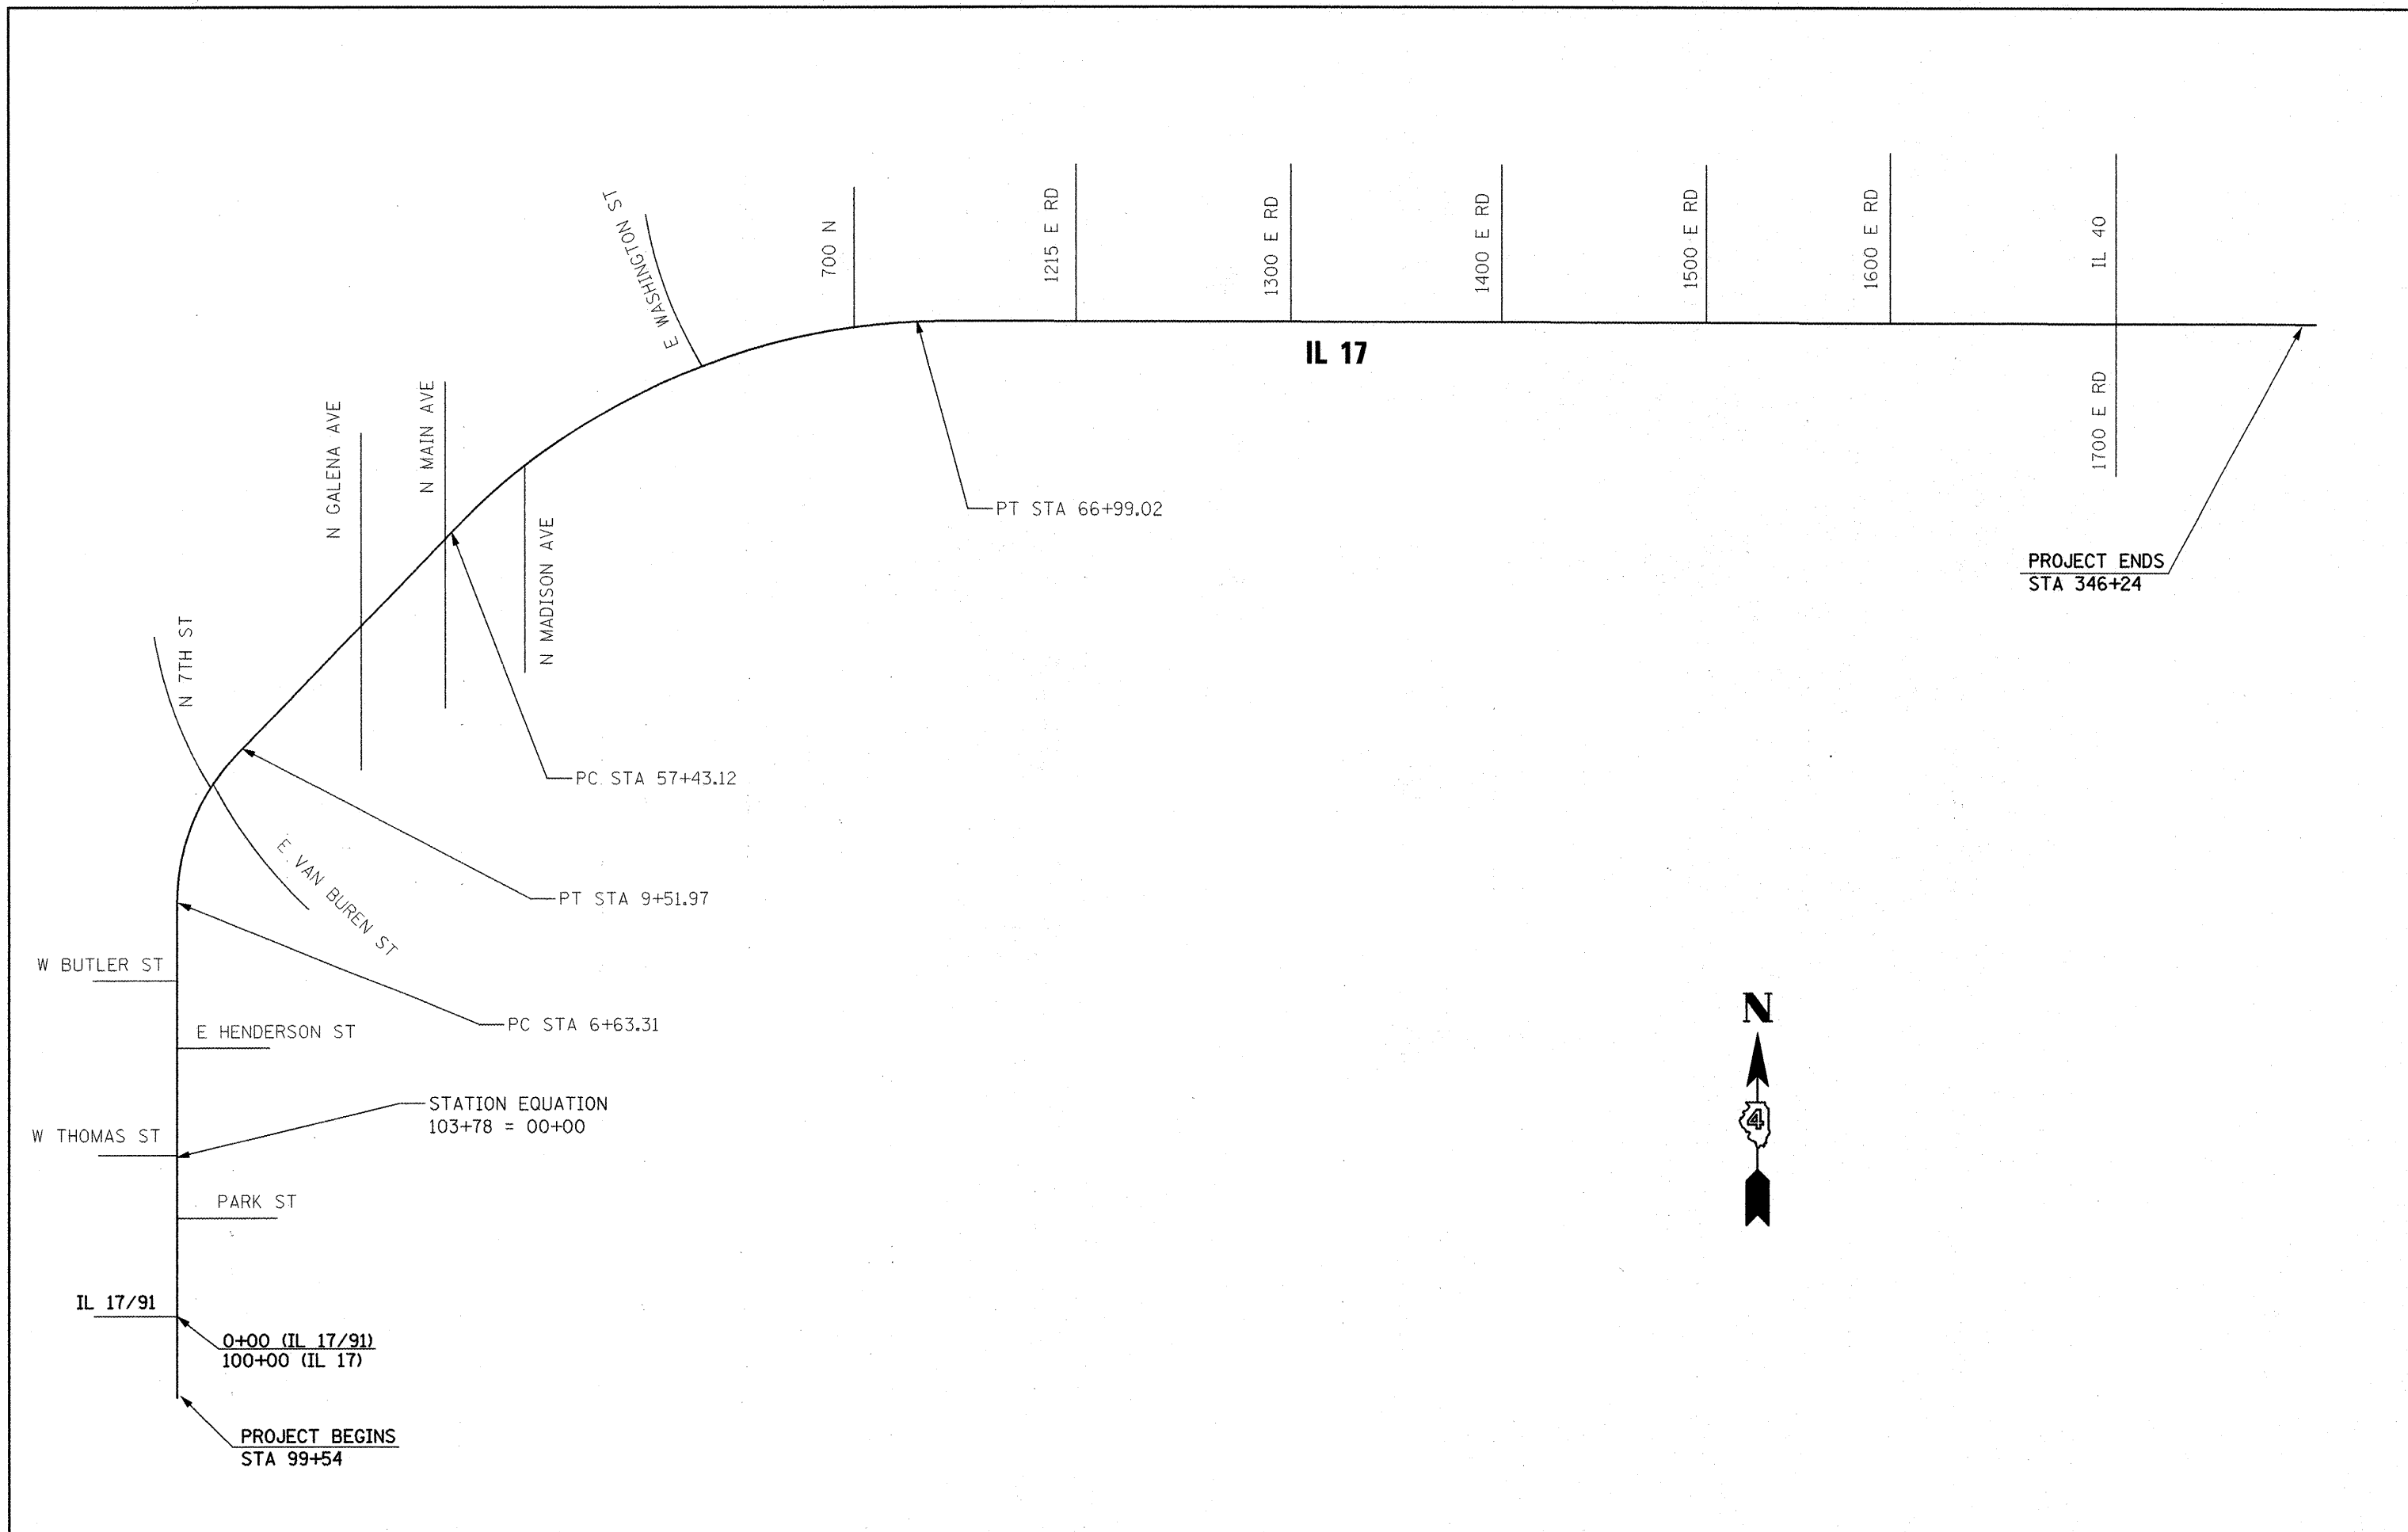 E WASHINGTON ST
700 N
1215 E RD
1300 E RD
1400 E RD
1500 E RD
1600 E RD
IL 40
IL 17
1700 E RD
N GALENA AVE
N MAIN AVE
N MADISON AVE
PT STA 66+99.02
PROJECT ENDS
STA 346+24
N 7TH ST
PC STA 57+43.12
E VAN BUREN ST
PT STA 9+51.97
W BUTLER ST
PC STA 6+63.31
E HENDERSON ST
STATION EQUATION
103+78 = 00+00
W THOMAS ST
PARK ST
N
4
IL 17/91
0+00 (IL 17/91)
100+00 (IL 17)
PROJECT BEGINS
STA 99+54